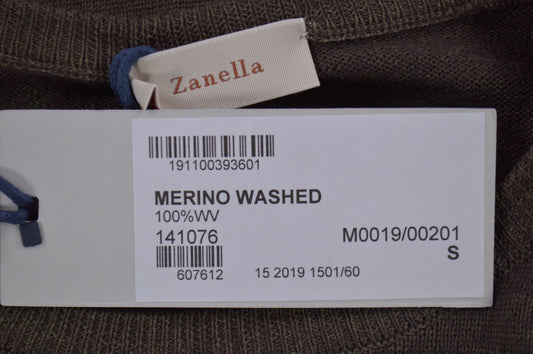 Zanella
191100393601
MERINO WASHED
100%WV
141076
M0019/00201
S
607612
15 2019 1501/60